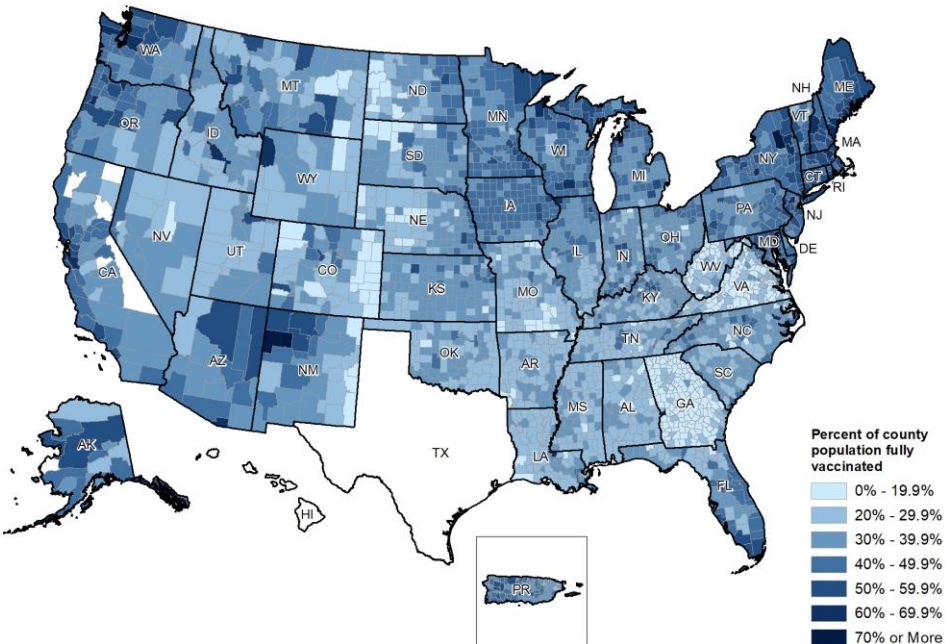 WA
MT
ND
MN
OR
ID
SD
WI
MI
NH
VT
ME
NY
MA
CT
RI
WY
IA
NE
PA
NJ
NV
UT
CO
IL
IN
OH
MD
DE
CA
KS
MO
WV
VA
KY
AZ
NM
OK
AR
TN
NC
SC
MS
AL
GA
AK
TX
LA
FL
HI
PR
Percent of county
population fully
vaccinated
0% - 19.9%
20% - 29.9%
30% - 39.9%
40% - 49.9%
50% - 59.9%
60% - 69.9%
70% or More